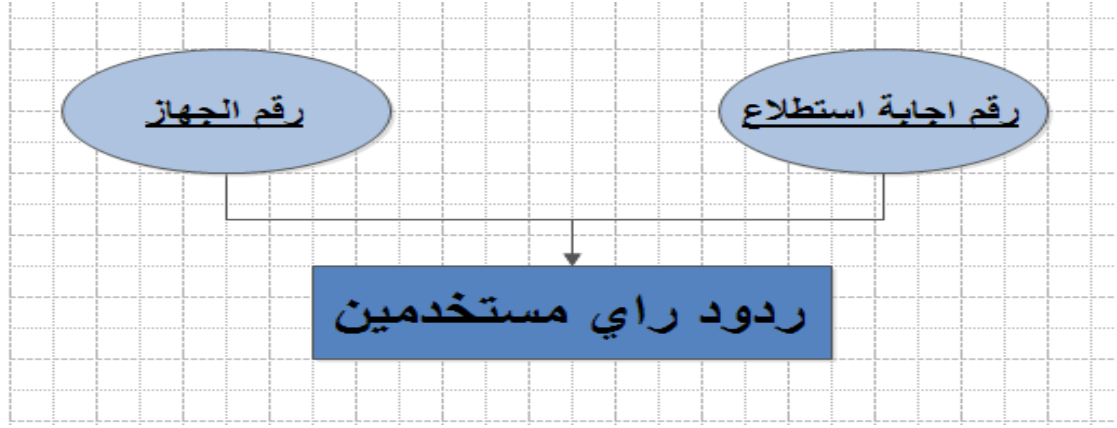 رقم اجابة استطلاع
رقم الجهاز
ردود راي مستخدمين